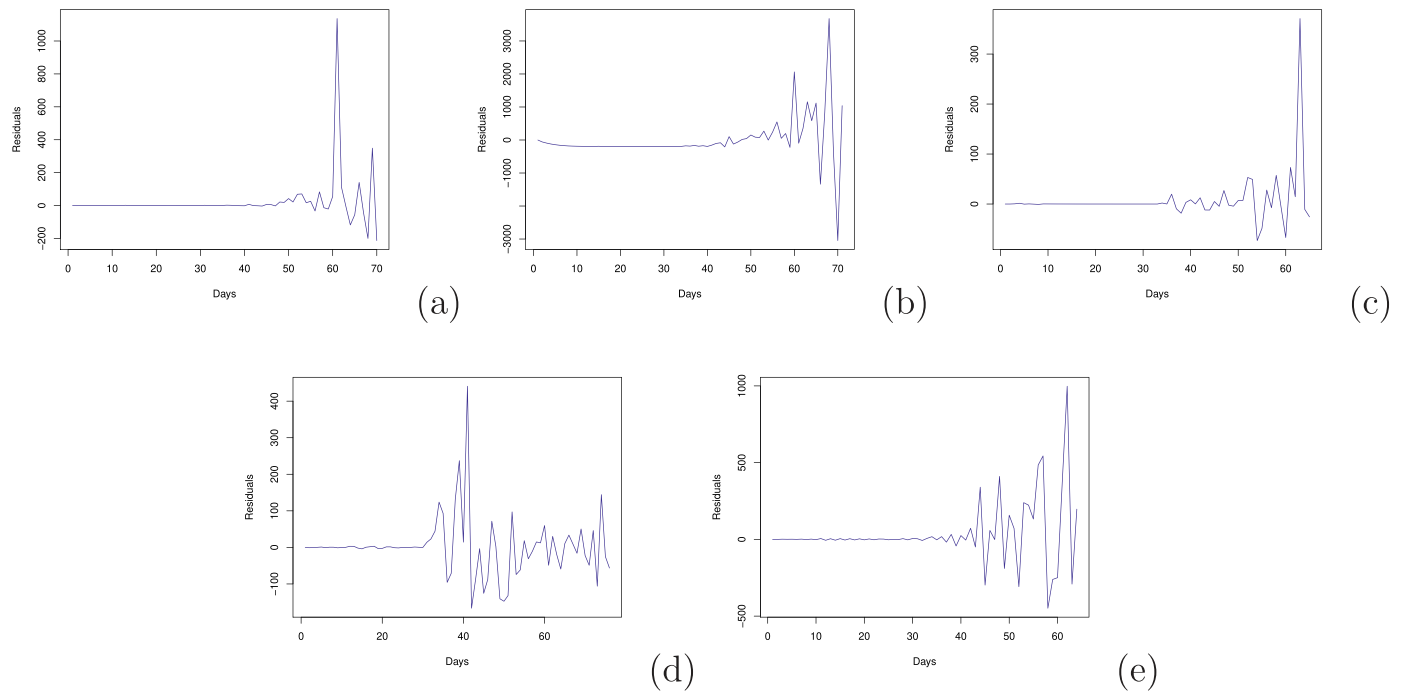 1000
800
600
400
200
0
−200
Residuals
0 10 20 30 40 50 60 70
Days
(a)
3000
2000
1000
0
−1000
−3000
Residuals
0 10 20 30 40 50 60 70
Days
(b)
300
200
100
0
Residuals
0 10 20 30 40 50 60
Days
(c)
400
300
200
100
0
−100
Residuals
0 20 40 60
Days
(d)
1000
500
0
−500
Residuals
0 10 20 30 40 50 60
Days
(e)